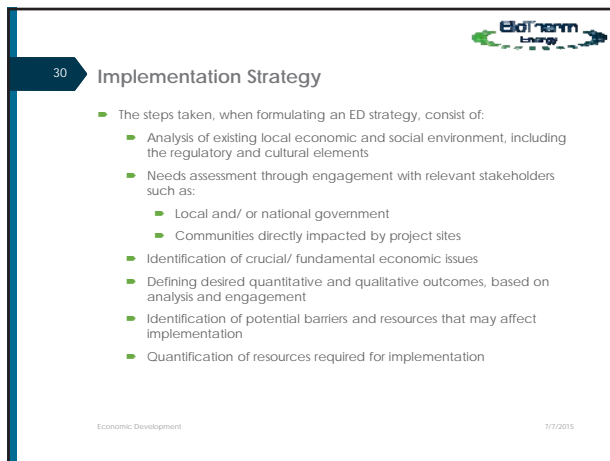 BioTherm
Energy
30
Implementation Strategy
The steps taken, when formulating an ED strategy, consist of:
Analysis of existing local economic and social environment, including
the regulatory and cultural elements
Needs assessment through engagement with relevant stakeholders
such as:
Local and/ or national government
Communities directly impacted by project sites
Identification of crucial/ fundamental economic issues
Defining desired quantitative and qualitative outcomes, based on
analysis and engagement
Identification of potential barriers and resources that may affect
implementation
Quantification of resources required for implementation
Economic Development
7/7/2015